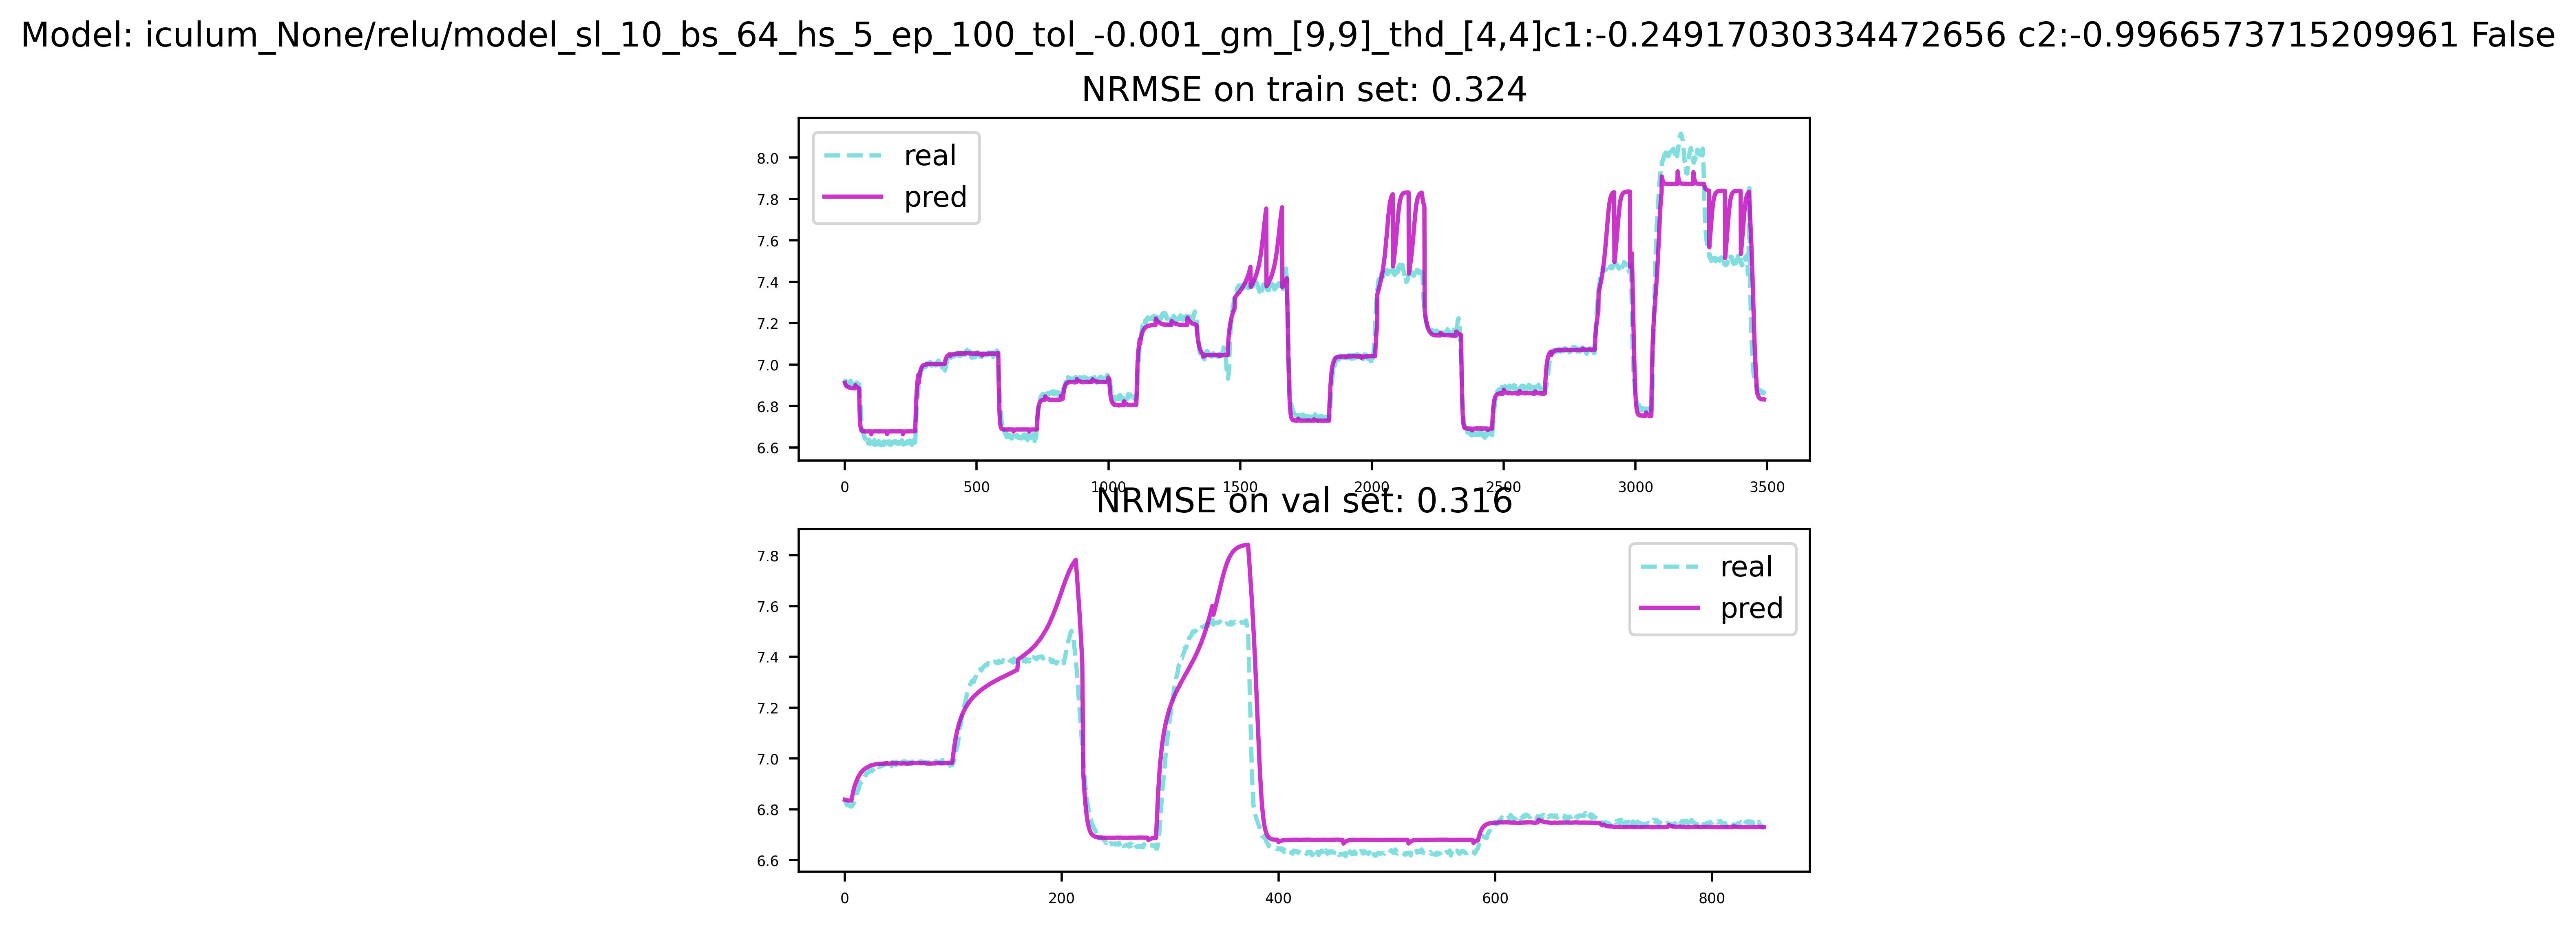 Model: iculum_None/relu/model_sl_10_bs_64_hs_5_ep_100_tol_-0.001_gm_[9,9]_thd_[4,4]c1:-0.24917030334472656 c2:-0.9966573715209961 False
NRMSE on train set: 0.324
real
pred
8.0
7.8
7.6
7.4
7.2
7.0
6.8
6.6
0 500 1000 1500 2000 2500 3000 3500
NRMSE on val set: 0.316
real
pred
7.8
7.6
7.4
7.2
7.0
6.8
6.6
0 200 400 600 800